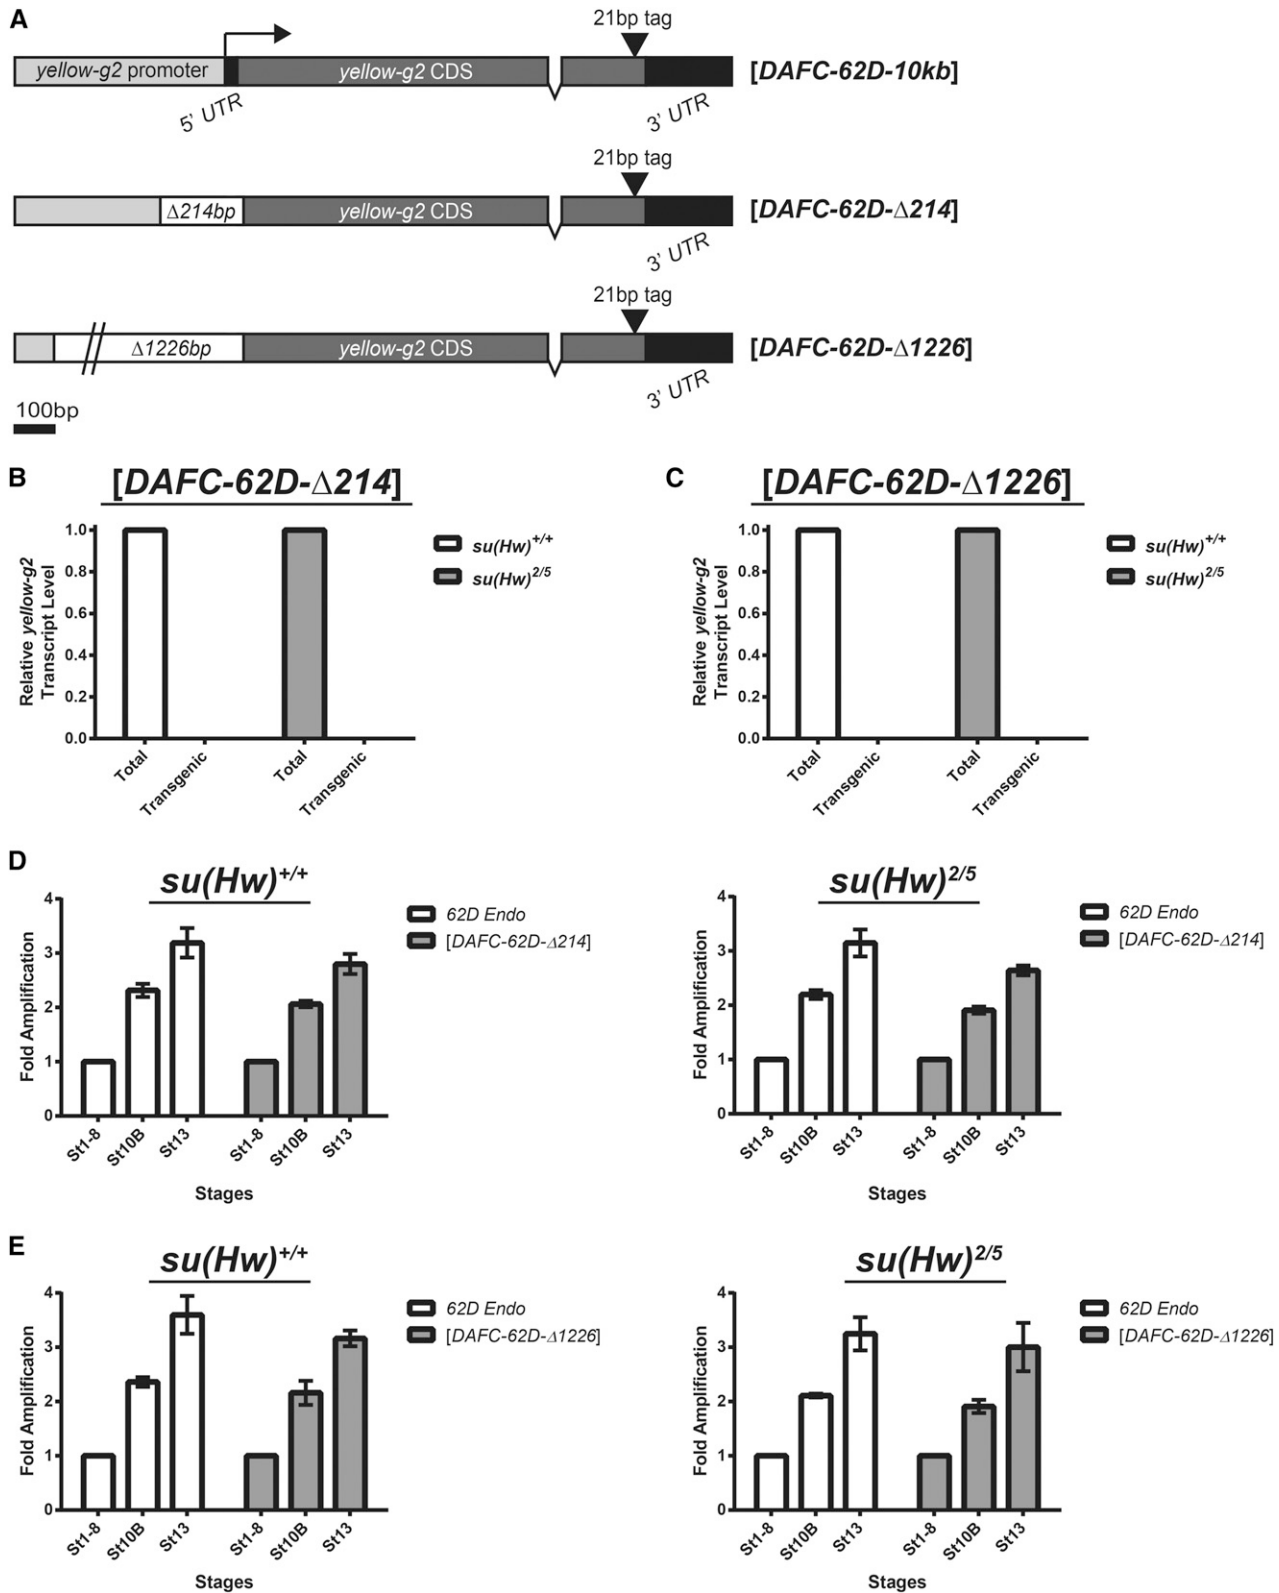 A
21bp tag
yellow-g2 promoter
yellow-g2 CDS
[DAFC-62D-10kb]
5' UTR
3' UTR
21bp tag
Δ214bp
yellow-g2 CDS
[DAFC-62D-Δ214]
3' UTR
21bp tag
Δ1226bp
yellow-g2 CDS
[DAFC-62D-Δ1226]
3' UTR
100bp
B
[DAFC-62D-Δ214]
Relative yellow-g2
Transcript Level
1.0
0.8
0.6
0.4
0.2
0.0
Total
Transgenic
Total
Transgenic
su(Hw)+/+
su(Hw)2/5
C
[DAFC-62D-Δ1226]
Relative yellow-g2
Transcript Level
1.0
0.8
0.6
0.4
0.2
0.0
Total
Transgenic
Total
Transgenic
su(Hw)+/+
su(Hw)2/5
D
su(Hw)+/+
Fold Amplification
4
3
2
1
0
St1-8
St10B
St13
St1-8
St10B
St13
Stages
62D Endo
[DAFC-62D-Δ214]
su(Hw)2/5
Fold Amplification
4
3
2
1
0
St1-8
St10B
St13
St1-8
St10B
St13
Stages
62D Endo
[DAFC-62D-Δ214]
E
su(Hw)+/+
Fold Amplification
4
3
2
1
0
St1-8
St10B
St13
St1-8
St10B
St13
Stages
62D Endo
[DAFC-62D-Δ1226]
su(Hw)2/5
Fold Amplification
4
3
2
1
0
St1-8
St10B
St13
St1-8
St10B
St13
Stages
62D Endo
[DAFC-62D-Δ1226]